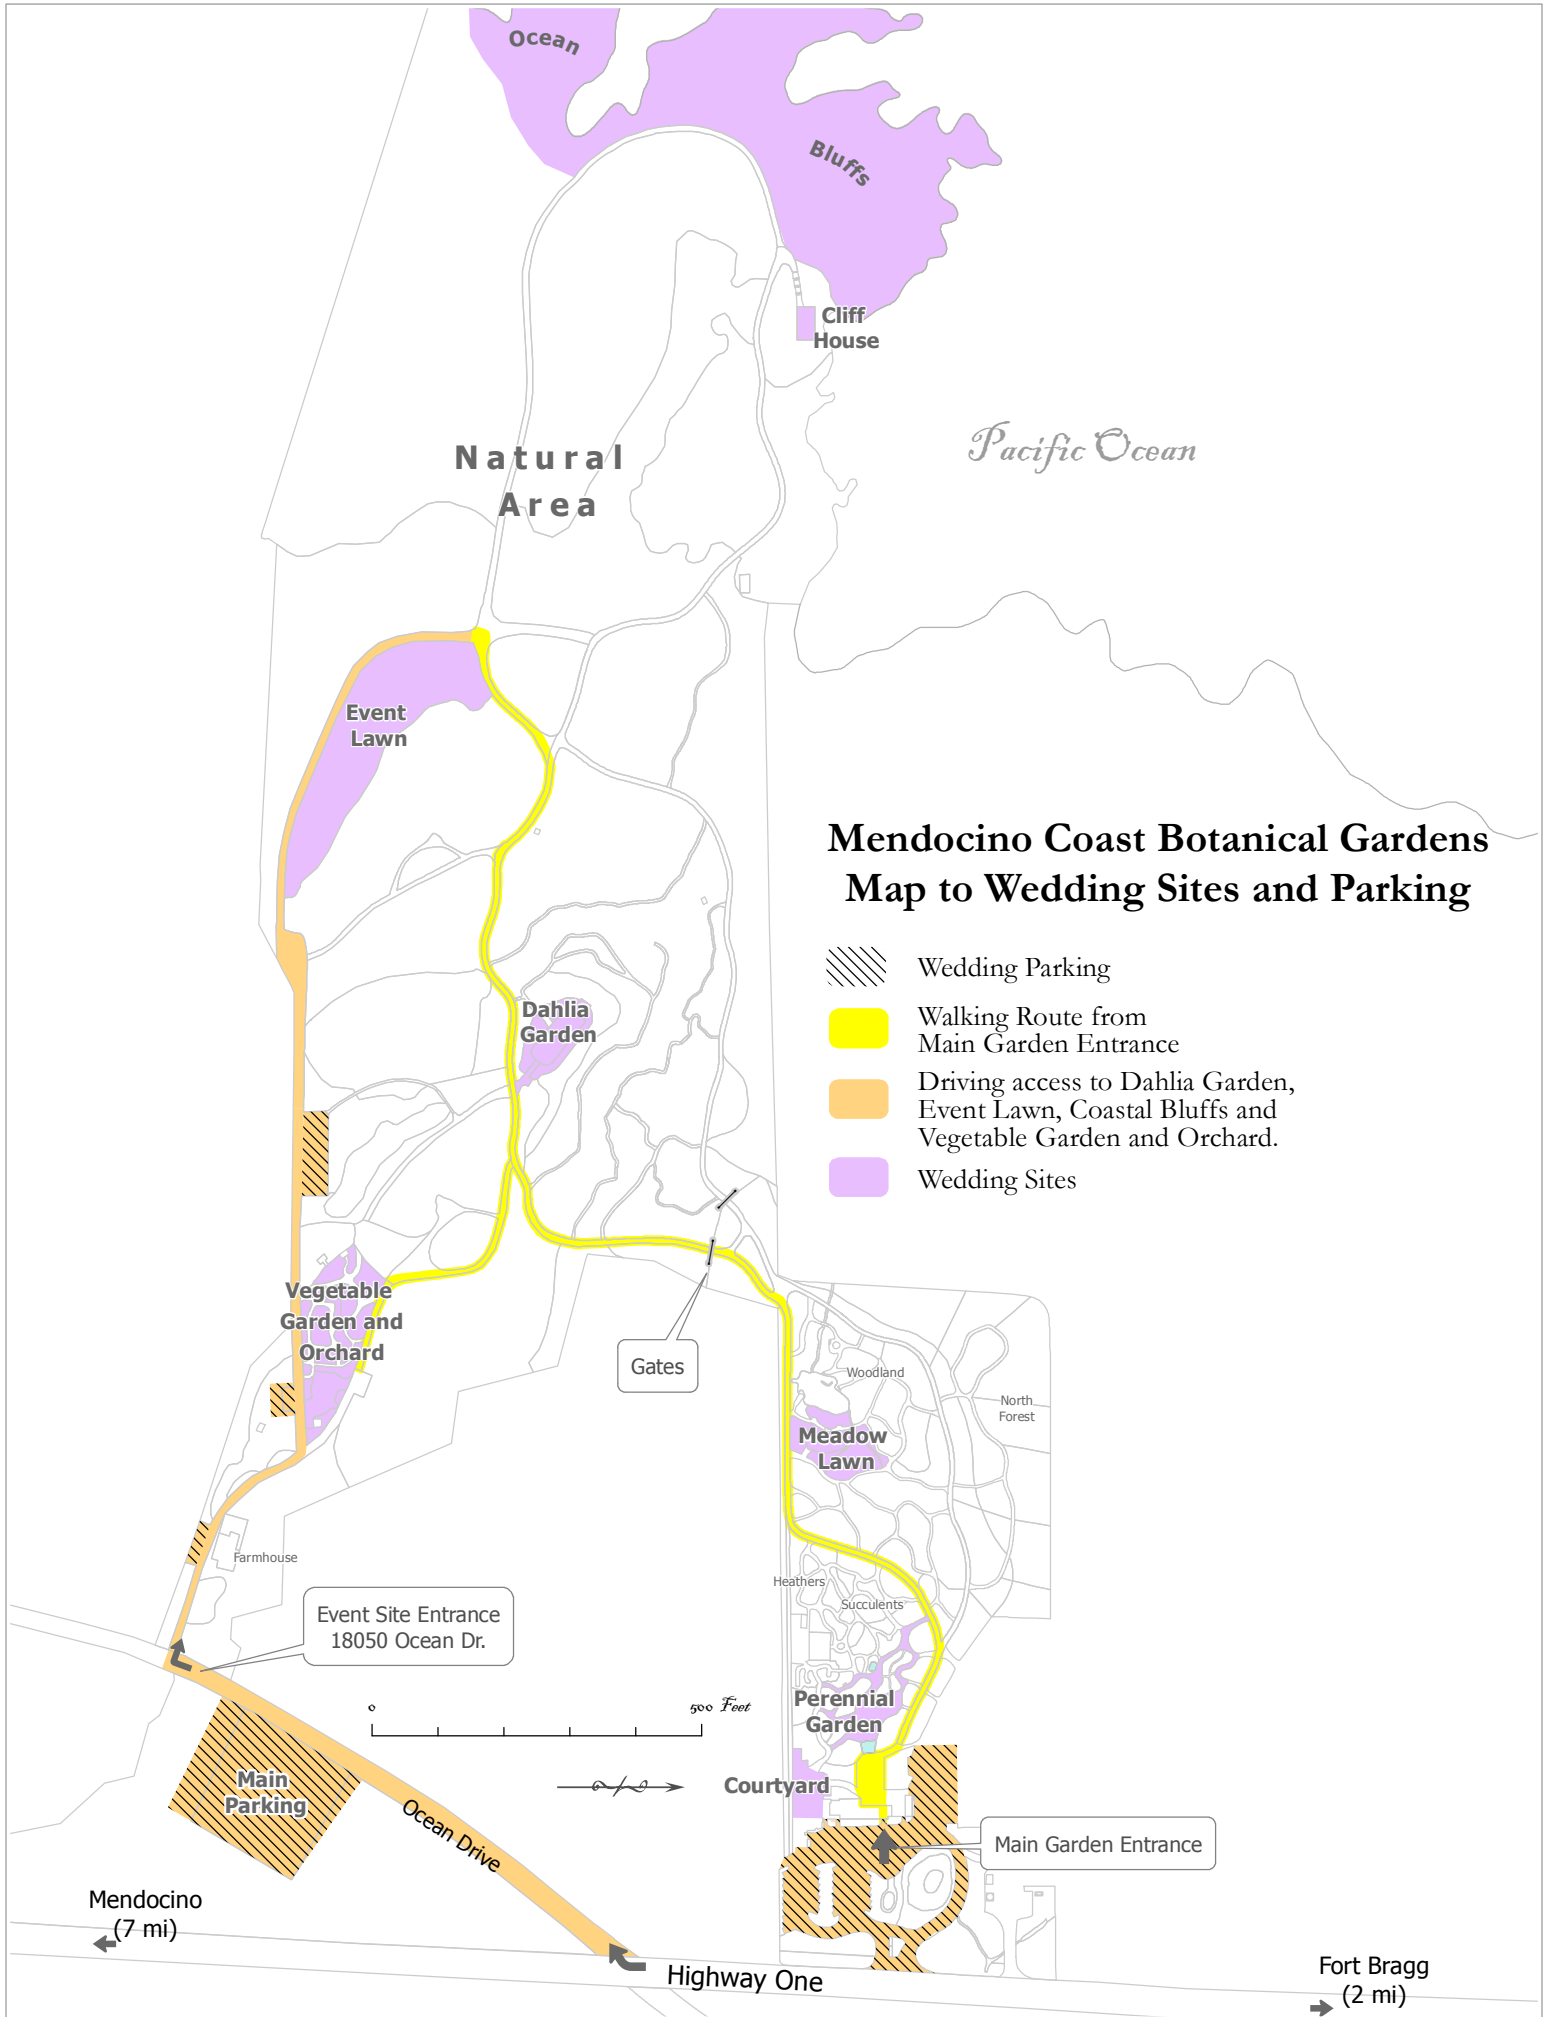 Ocean
Bluffs
Cliff
House
Pacific Ocean
Natural
Area
Event
Lawn
Mendocino Coast Botanical Gardens
Map to Wedding Sites and Parking
Wedding Parking
Walking Route from
Main Garden Entrance
Driving access to Dahlia Garden,
Event Lawn, Coastal Bluffs and
Vegetable Garden and Orchard.
Wedding Sites
Dahlia
Garden
Vegetable
Garden and
Orchard
Gates
Woodland
North
Forest
Meadow
Lawn
Farmhouse
Heathers
Succulents
Event Site Entrance
18050 Ocean Dr.
0 500 Feet
Perennial
Garden
Courtyard
Main
Parking
Ocean Drive
Main Garden Entrance
Mendocino
(7 mi)
Highway One
Fort Bragg
(2 mi)